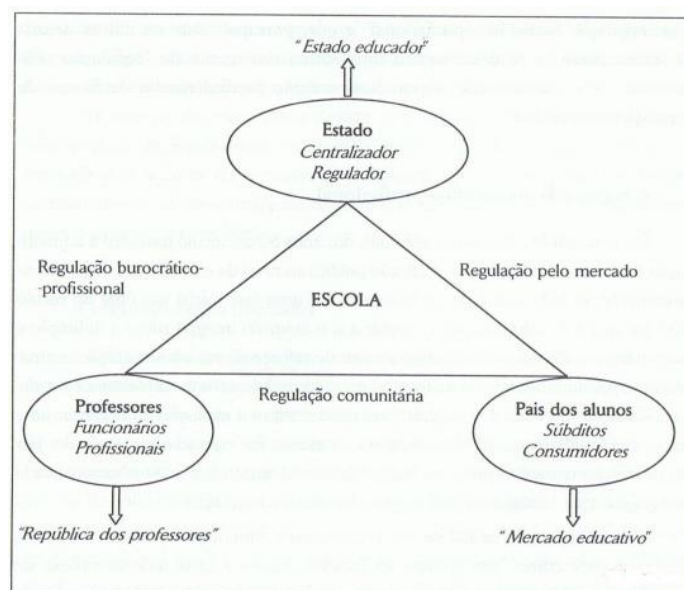 "Estado educador"
Estado
Centralizador
Regulador
Regulação burocrático-
-profissional
Regulação pelo mercado
ESCOLA
Regulação comunitária
Professores
Funcionários
Profissionais
Pais dos alunos
Súbditos
Consumidores
"República dos professores"
"Mercado educativo"